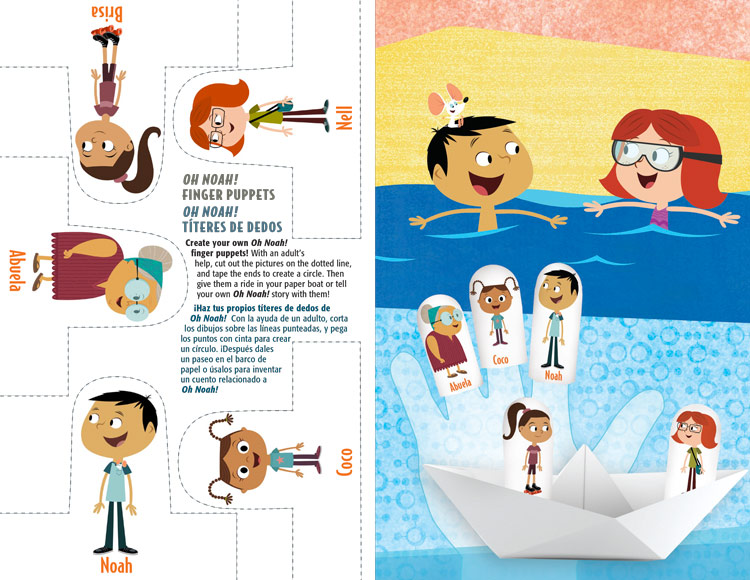 Brisa
Nell
OH NOAH!
FINGER PUPPETS
OH NOAH!
TÍTERES DE DEDOS
Create your own Oh Noah!
finger puppets! With an adult's
help, cut out the pictures on the dotted line,
and tape the ends to create a circle. Then
give them a ride in your paper boat or tell
your own Oh Noah! story with them!
¡Haz tus propios títeres de dedos de
Oh Noah! Con la ayuda de un adulto, corta
los dibujos sobre las líneas punteadas, y pega
los puntos con cinta para crear
un círculo. ¡Después dales
un paseo en el barco de
papel o úsalos para inventar
un cuento relacionado a
Oh Noah!
Abuela
Noah
Coco
Abuela
Coco
Noah